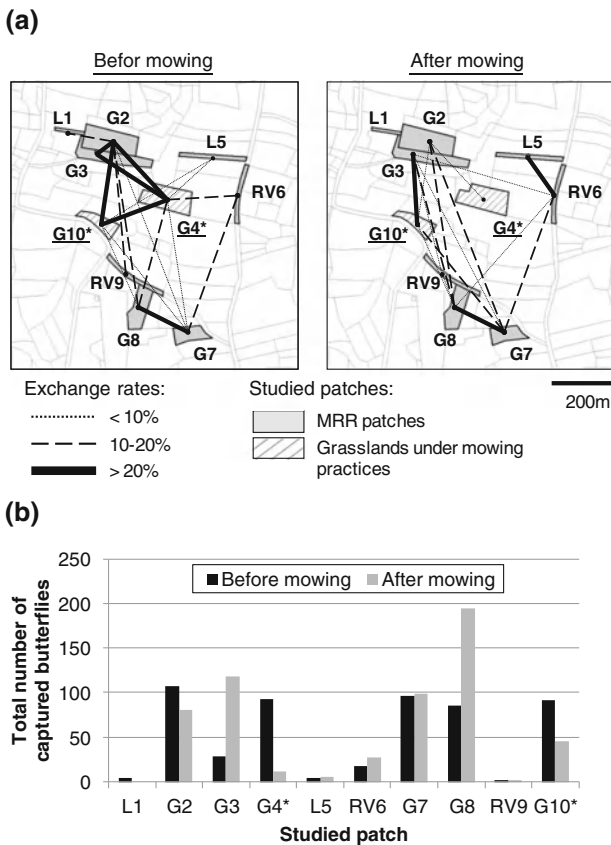 (a)
Befor mowing
After mowing
L1 G2 L5
G3 RV6
G4*
G10*
RV9
G8 G7
L1 G2 L5
G3 RV6
G4*
G10*
RV9
G8 G7
Exchange rates:
< 10%
10-20%
> 20%
Studied patches:
MRR patches
Grasslands under mowing
practices
200m
(b)
Total number of
captured butterflies
250
200
150
100
50
0
Before mowing After mowing
L1 G2 G3 G4* L5 RV6 G7 G8 RV9 G10*
Studied patch